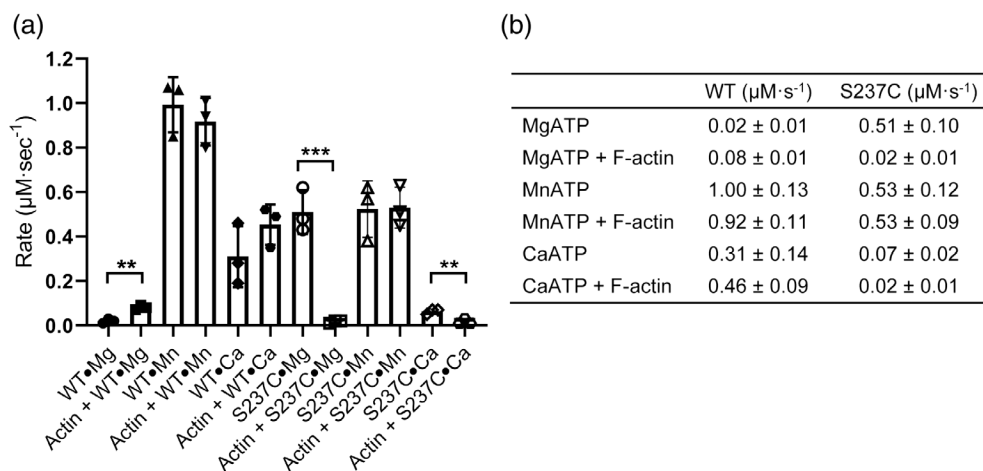 (a)
Rate (μM·sec⁻¹)
1.2
1.0
0.8
0.6
0.4
0.2
0.0
**
***
**
WT•Mg
Actin + WT•Mg
WT•Mn
Actin + WT•Mn
WT•Ca
Actin + WT•Ca
S237C•Mg
Actin + S237C•Mg
S237C•Mn
Actin + S237C•Mn
S237C•Ca
Actin + S237C•Ca
(b)
WT (μM·s⁻¹) S237C (μM·s⁻¹)
MgATP 0.02 ± 0.01 0.51 ± 0.10
MgATP + F-actin 0.08 ± 0.01 0.02 ± 0.01
MnATP 1.00 ± 0.13 0.53 ± 0.12
MnATP + F-actin 0.92 ± 0.11 0.53 ± 0.09
CaATP 0.31 ± 0.14 0.07 ± 0.02
CaATP + F-actin 0.46 ± 0.09 0.02 ± 0.01